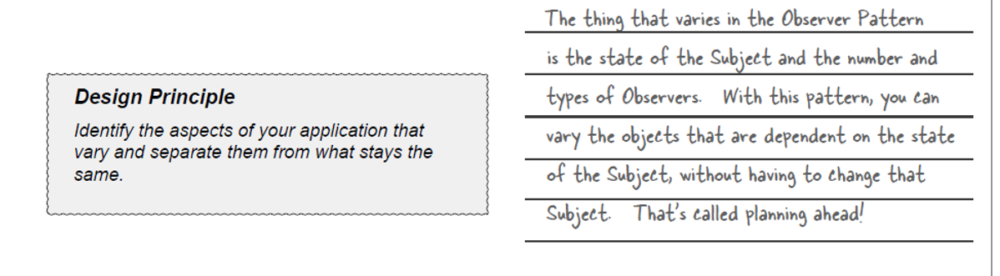 Design Principle
Identify the aspects of your application that
vary and separate them from what stays the
same.
The thing that varies in the Observer Pattern
is the state of the Subject and the number and
types of Observers. With this pattern, you can
vary the objects that are dependent on the state
of the Subject, without having to change that
Subject. That's called planning ahead!